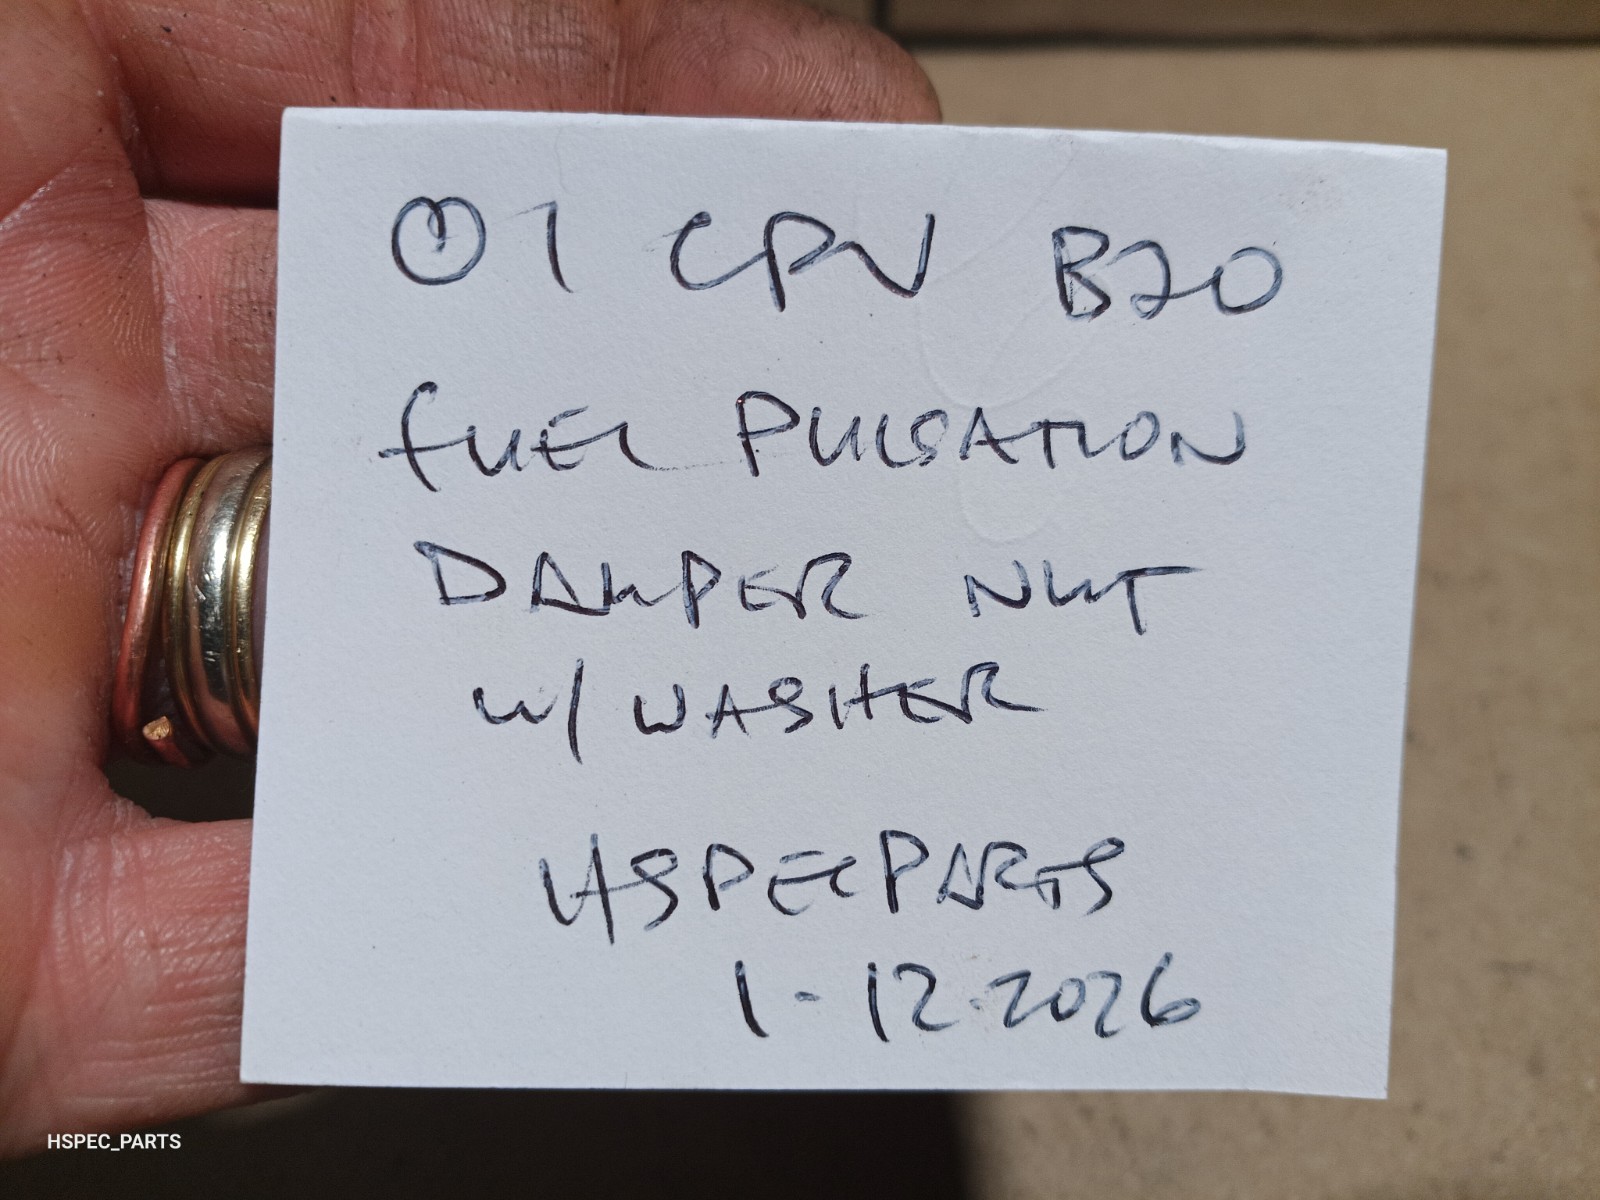 01 CRV B20
FUEL PULSATION
DAMPER NUT
W/ WASHER
HSPECPARTS
1-12-2026
HSPEC_PARTS